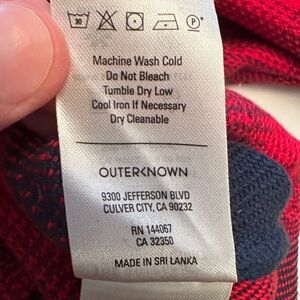 30
P
Machine Wash Cold
Do Not Bleach
Tumble Dry Low
Cool Iron If Necessary
Dry Cleanable
OUTERKNOWN
9300 JEFFERSON BLVD
CULVER CITY, CA 90232
RN 144067
CA 32350
MADE IN SRI LANKA